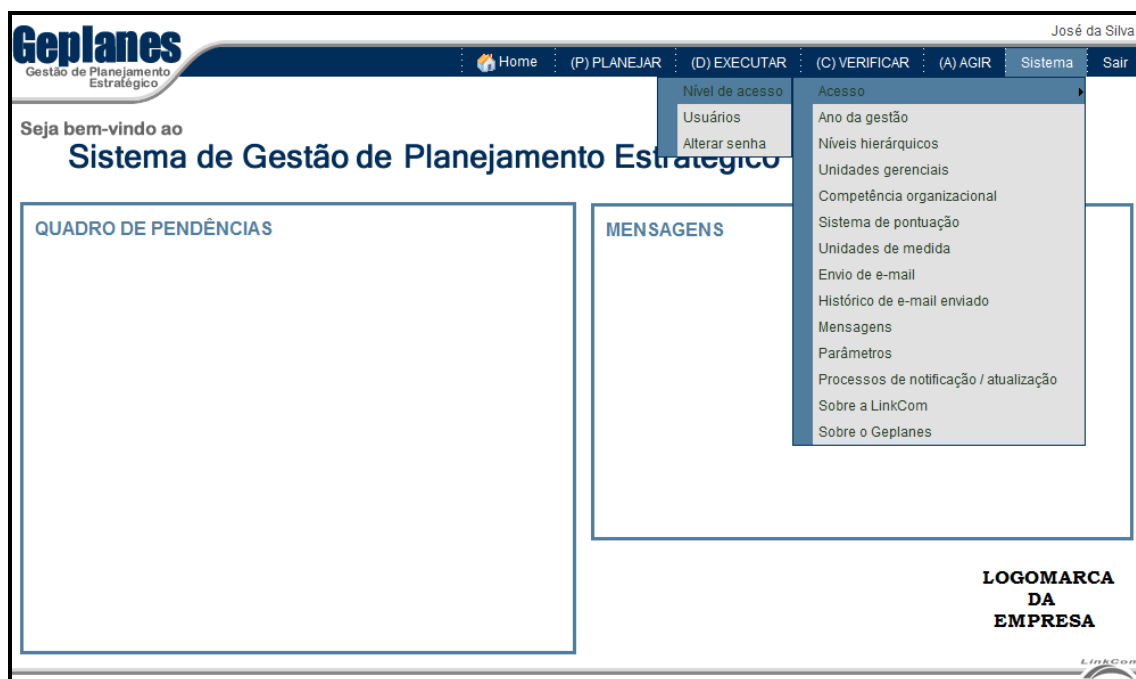 José da Silva
Geplanes
Gestão de Planejamento
Estratégico
Home (P) PLANEJAR (D) EXECUTAR (C) VERIFICAR (A) AGIR Sistema Sair
Nível de acesso
Usuários
Alterar senha
Acesso
Ano da gestão
Níveis hierárquicos
Unidades gerenciais
Competência organizacional
Sistema de pontuação
Unidades de medida
Envio de e-mail
Histórico de e-mail enviado
Mensagens
Parâmetros
Processos de notificação / atualização
Sobre a LinkCom
Sobre o Geplanes
Seja bem-vindo ao
Sistema de Gestão de Planejamento Estratégico
QUADRO DE PENDÊNCIAS
MENSAGENS
LOGOMARCA
DA
EMPRESA
LinkCom